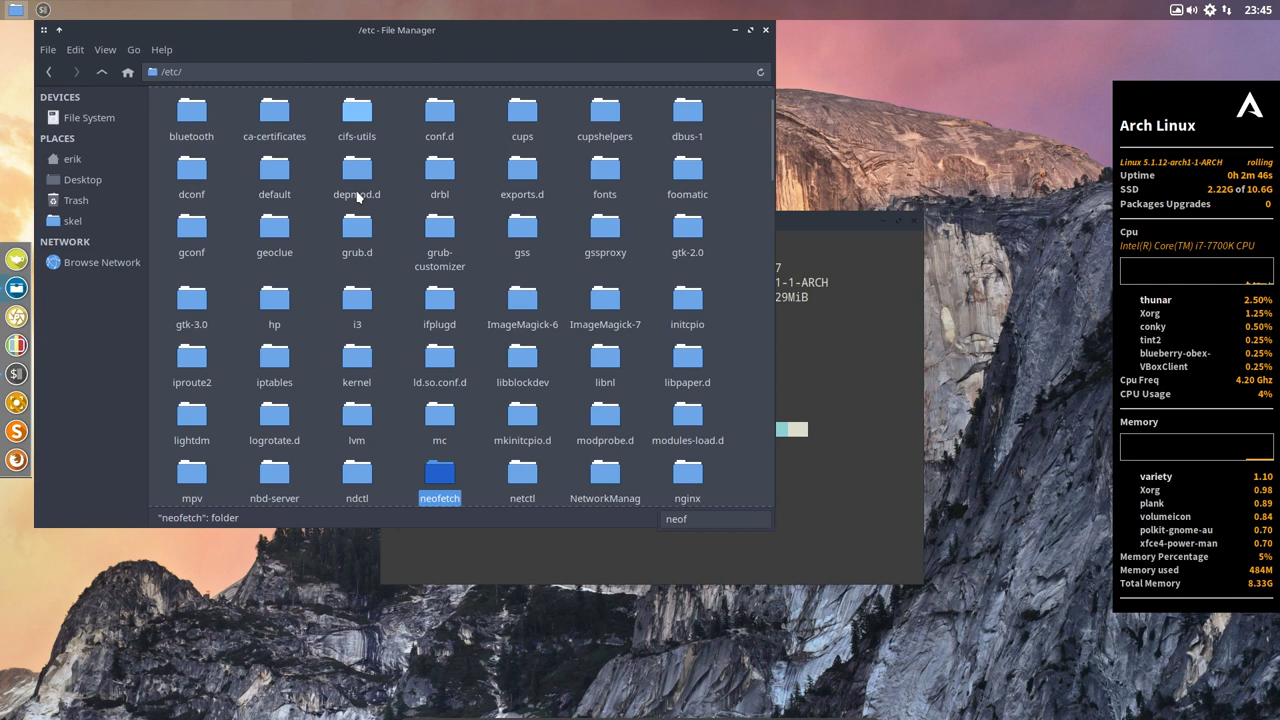 23:45
/etc - File Manager
File Edit View Go Help
/etc/
DEVICES
File System
PLACES
erik
Desktop
Trash
skel
NETWORK
Browse Network
bluetooth ca-certificates cifs-utils conf.d cups cupshelpers dbus-1
dconf default depmod.d drbl exports.d fonts foomatic
gconf geoclue grub.d grub-customizer gss gssproxy gtk-2.0
gtk-3.0 hp i3 ifplugd ImageMagick-6 ImageMagick-7 initcpio
iproute2 iptables kernel ld.so.conf.d libblockdev libnl libpaper.d
lightdm logrotate.d lvm mc mkinitcpio.d modprobe.d modules-load.d
mpv nbd-server ndctl neofetch netctl NetworkManag nginx
"neofetch": folder
neof
7
1-1-ARCH
29MiB
Arch Linux
Linux 5.1.12-arch1-1-ARCH rolling
Uptime 0h 2m 46s
SSD 2.22G of 10.6G
Packages Upgrades 0
Cpu
Intel(R) Core(TM) i7-7700K CPU
thunar 2.50%
Xorg 1.25%
conky 0.50%
tint2 0.25%
blueberry-obex- 0.25%
VBoxClient 0.25%
Cpu Freq 4.20 Ghz
CPU Usage 4%
Memory
variety 1.10
Xorg 0.98
plank 0.89
volumeicon 0.84
polkit-gnome-au 0.70
xfce4-power-man 0.70
Memory Percentage 5%
Memory used 484M
Total Memory 8.33G